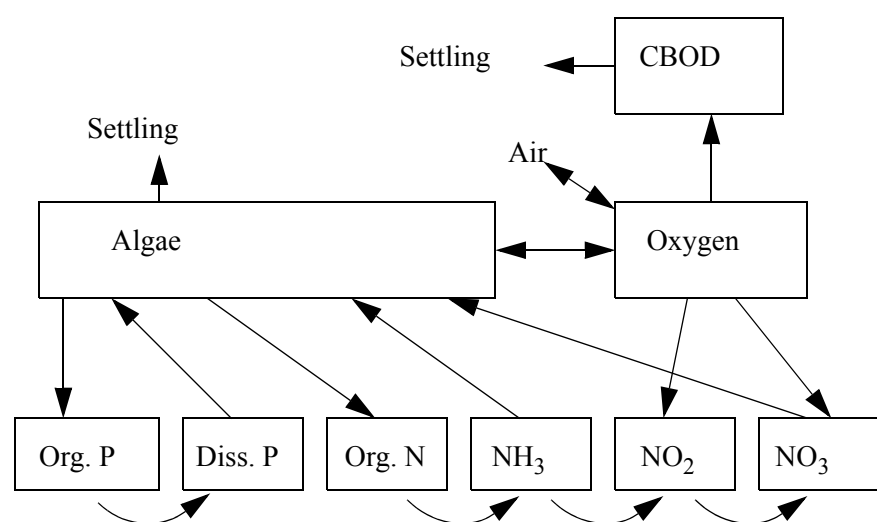 Settling
CBOD
Settling
Air
Algae
Oxygen
Org. P
Diss. P
Org. N
NH₃
NO₂
NO₃